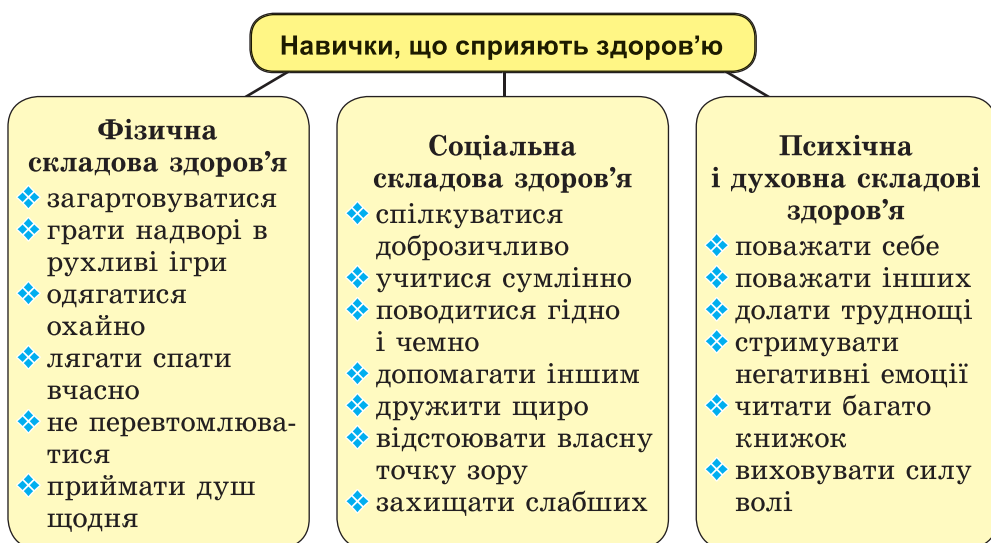 Навички, що сприяють здоров’ю
Фізична
складова здоров’я
❖ загартовуватися
❖ грати надворі в
рухливі ігри
❖ одягатися
охайно
❖ лягати спати
вчасно
❖ не перевтомлюва-
тися
❖ приймати душ
щодня
Соціальна
складова здоров’я
❖ спілкуватися
доброзичливо
❖ учитися сумлінно
❖ поводитися гідно
і чемно
❖ допомагати іншим
❖ дружити щиро
❖ відстоювати власну
точку зору
❖ захищати слабших
Психічна
і духовна складові
здоров’я
❖ поважати себе
❖ поважати інших
❖ долати труднощі
❖ стримувати
негативні емоції
❖ читати багато
книжок
❖ виховувати силу
волі